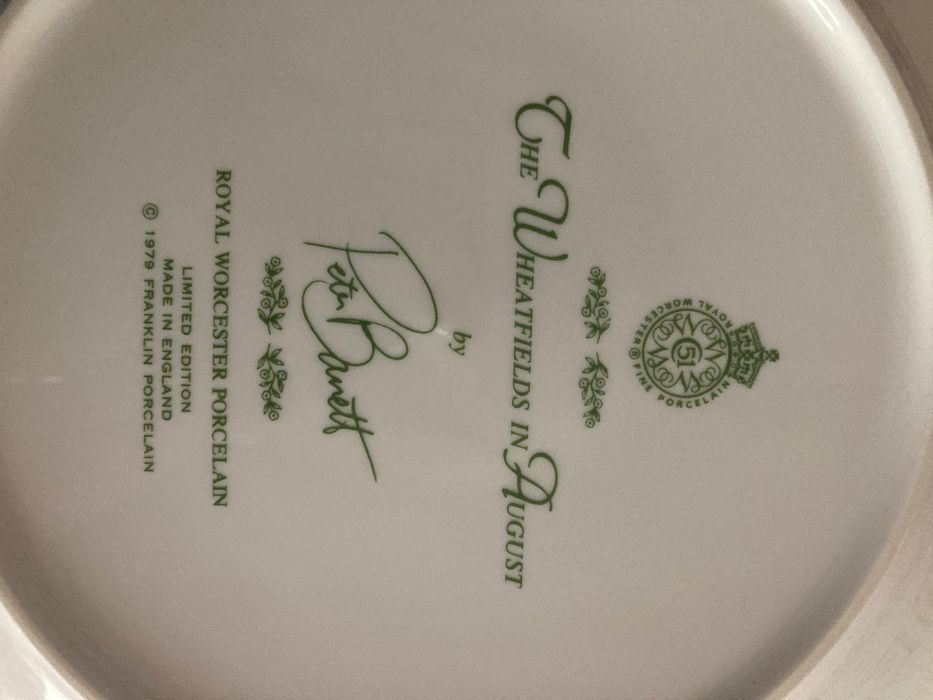 ROYAL WORCESTER®
51
FINE PORCELAIN
THE WHEATFIELDS IN AUGUST
by
Peter Barrett
ROYAL WORCESTER PORCELAIN
LIMITED EDITION
MADE IN ENGLAND
© 1979 FRANKLIN PORCELAIN